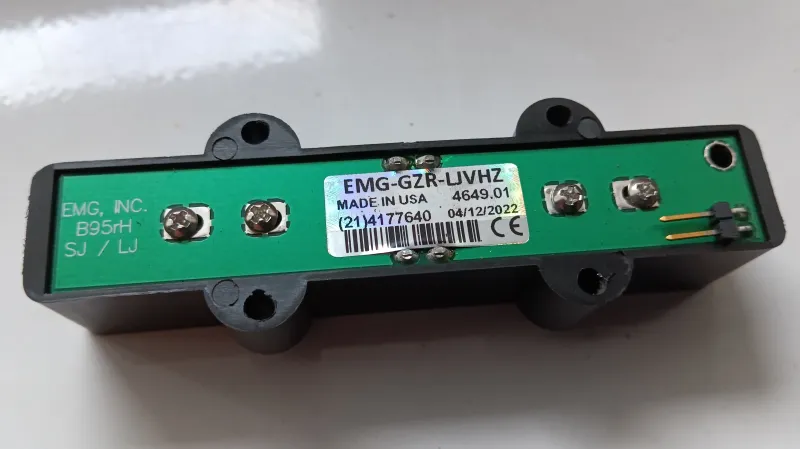 EMG, INC.
B95rH
SJ / LJ
EMG-GZR-LJVHZ
MADE IN USA 4649.01
(21)4177640 04/12/2022
CE